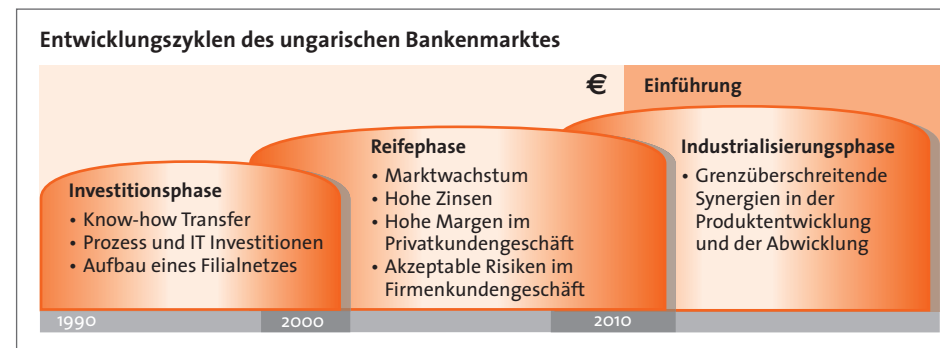 Entwicklungszyklen des ungarischen Bankenmarktes
€ Einführung
Investitionsphase
• Know-how Transfer
• Prozess und IT Investitionen
• Aufbau eines Filialnetzes
Reifephase
• Marktwachstum
• Hohe Zinsen
• Hohe Margen im
Privatkundengeschäft
• Akzeptable Risiken im
Firmenkundengeschäft
Industrialisierungsphase
• Grenzüberschreitende
Synergien in der
Produktentwicklung
und der Abwicklung
1990 2000 2010